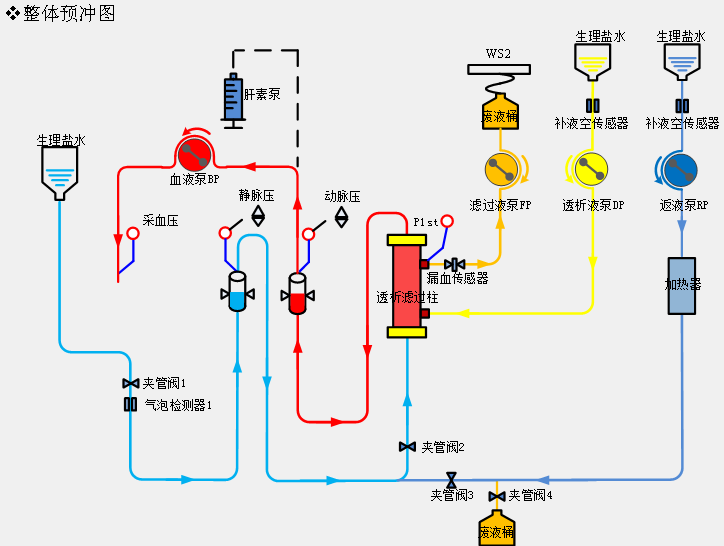 ❖整体预冲图
WS2
生理盐水
生理盐水
肝素泵
废液桶
补液空传感器
补液空传感器
生理盐水
血液泵BP
静脉压
动脉压
滤过液泵FP
透析液泵DP
返液泵RP
采血压
P1st
漏血传感器
加热器
透析滤过柱
夹管阀1
气泡检测器1
夹管阀2
夹管阀3
夹管阀4
废液桶